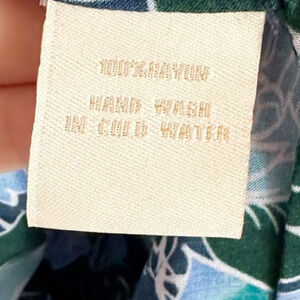 100% RAYON
HAND WASH
IN COLD WATER